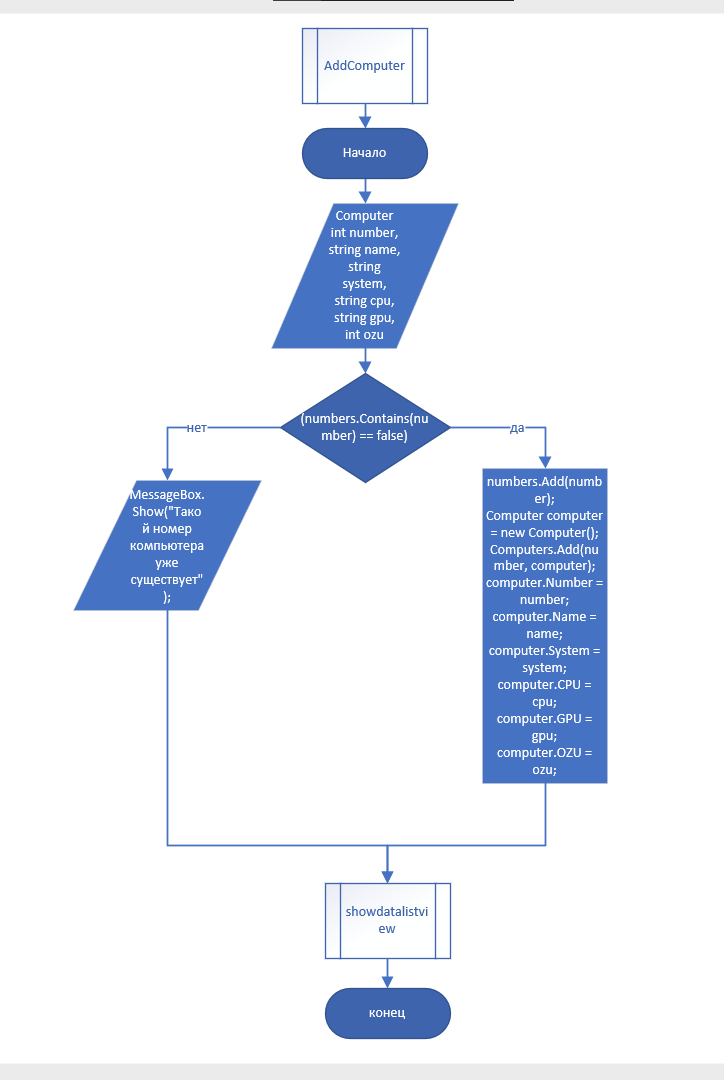 AddComputer
Начало
Computer
int number,
string name,
string
system,
string cpu,
string gpu,
int ozu
(numbers.Contains(nu
mber) == false)
нет
да
MessageBox.
Show("Тако
й номер
компьютера
уже
существует"
);
numbers.Add(numb
er);
Computer computer
= new Computer();
Computers.Add(nu
mber, computer);
computer.Number =
number;
computer.Name =
name;
computer.System =
system;
computer.CPU =
cpu;
computer.GPU =
gpu;
computer.OZU =
ozu;
showdatalistvi
ew
конец